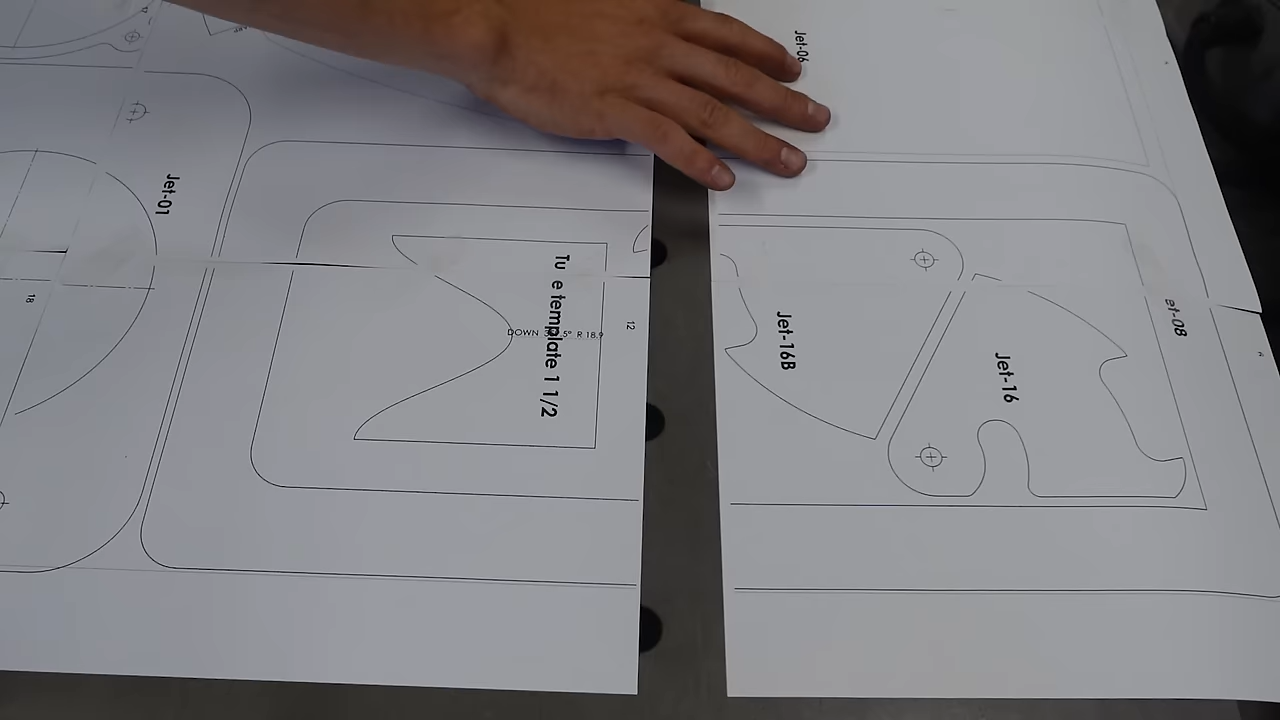 Jet-06
Jet-01
Tu e template 1 1/2
12
R 18.9
DOWN
18
Jet-16B
Jet-16
et-08